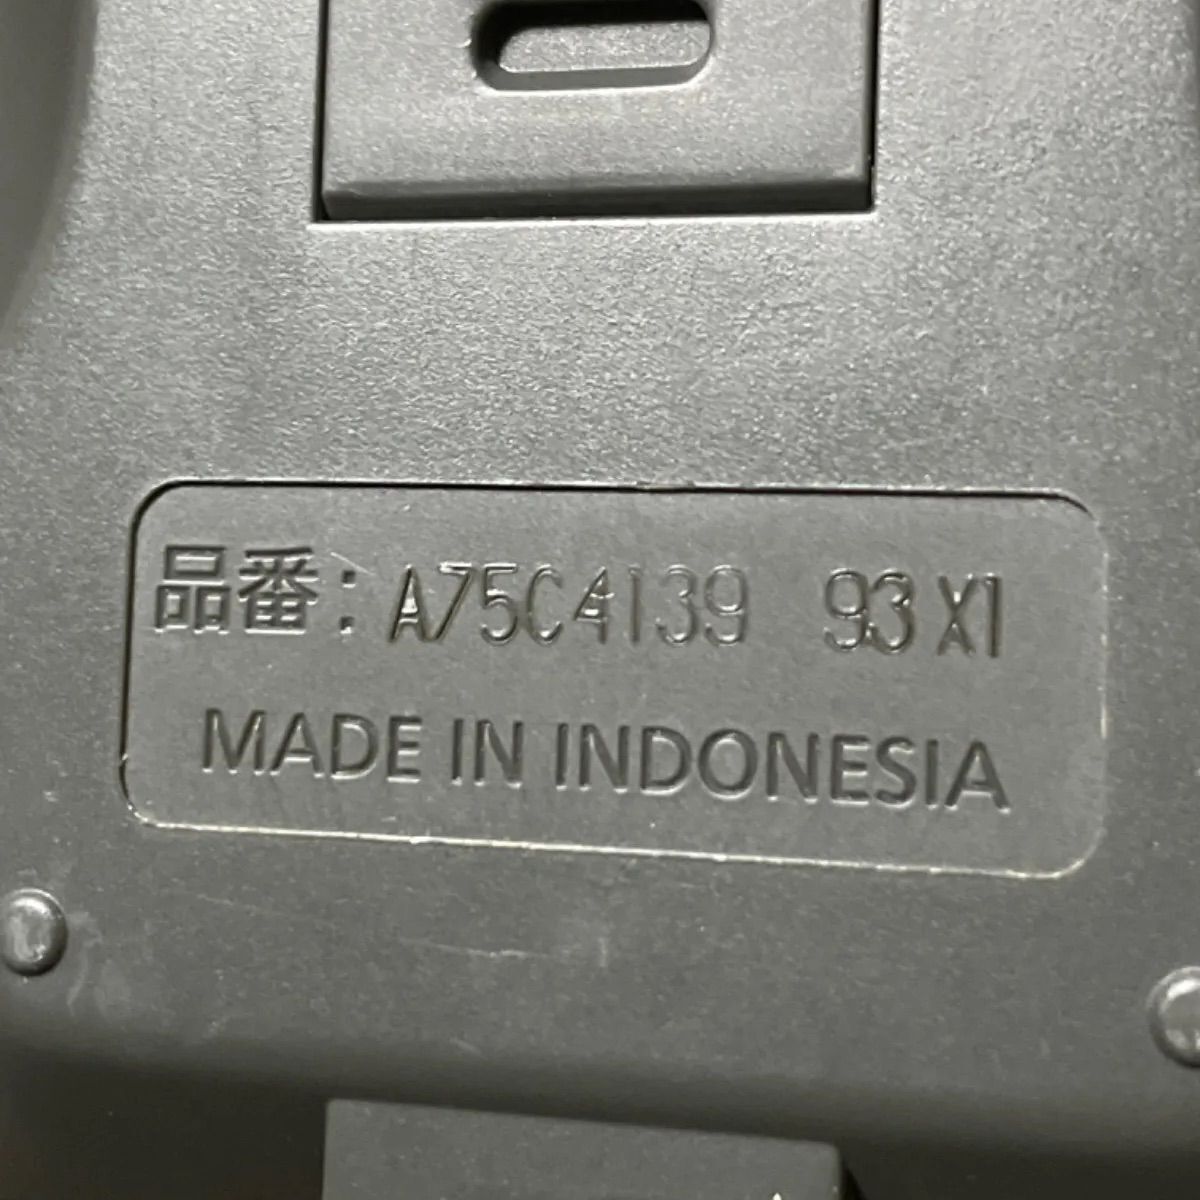 品番: A75C4139 93 X1
MADE IN INDONESIA